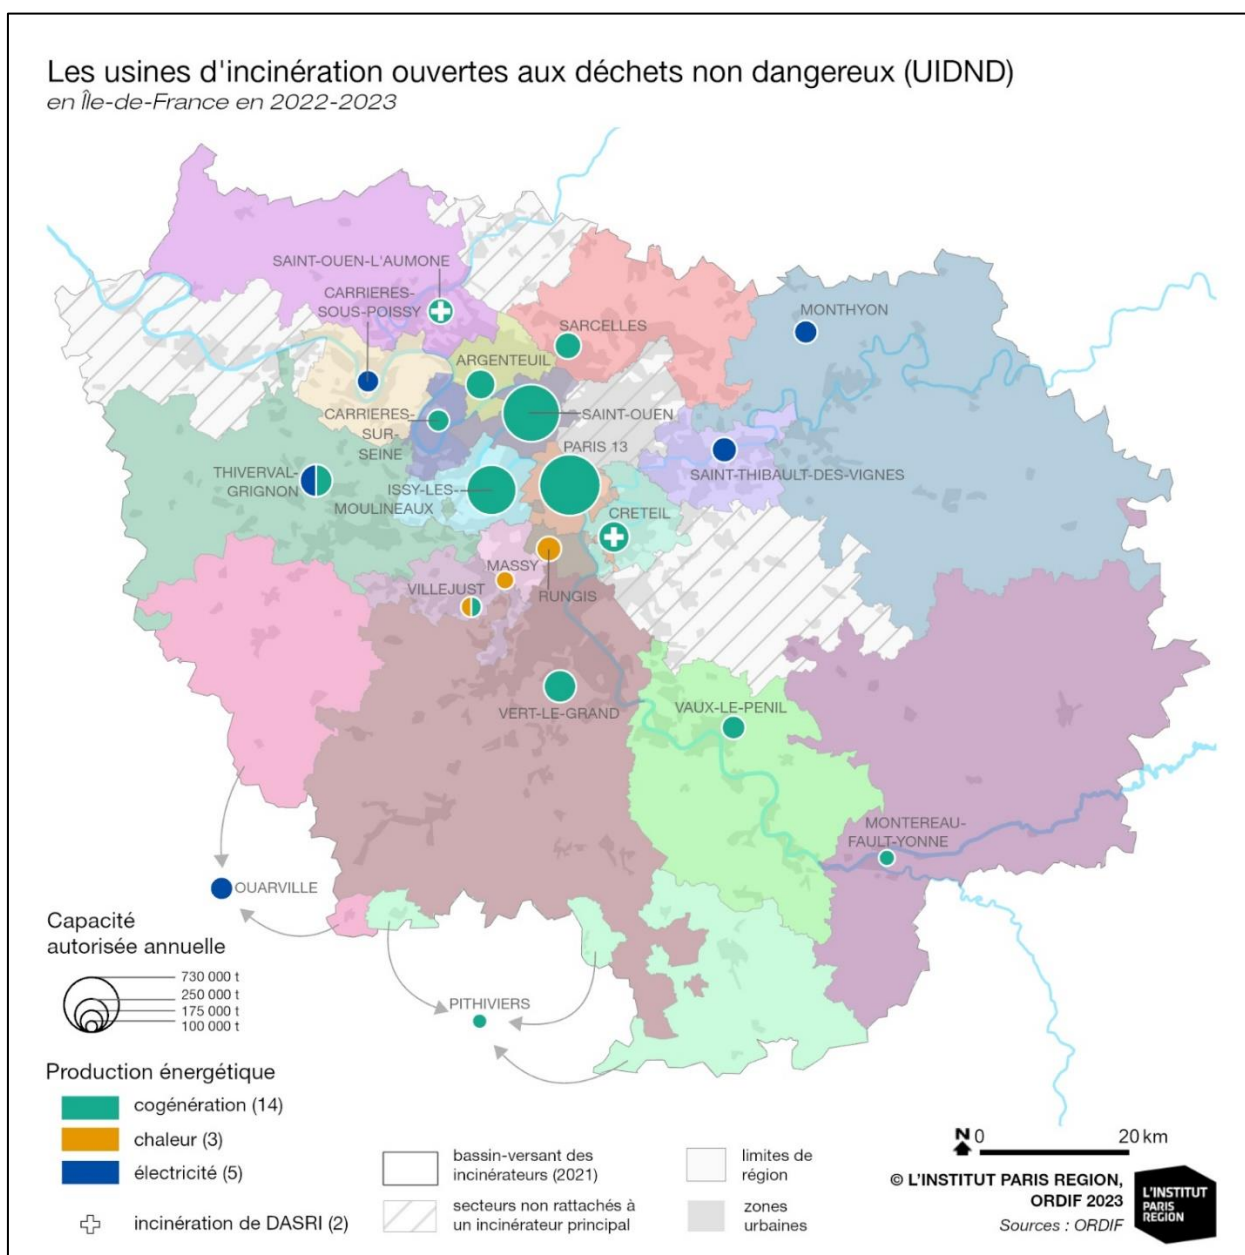 Les usines d'incinération ouvertes aux déchets non dangereux (UIDND)
en Île-de-France en 2022-2023
SAINT-OUEN-L'AUMONE
CARRIERES-
SOUS-POISSY
SARCELLES
MONTHYON
ARGENTEUIL
CARRIERES-
SUR-
SEINE
SAINT-OUEN
PARIS 13
THIVERVAL-
GRIGNON
ISSY-LES-
MOULINEAUX
SAINT-THIBAULT-DES-VIGNES
CRETEIL
MASSY
VILLEJUST
RUNGIS
VERT-LE-GRAND
VAUX-LE-PENIL
MONTEREAU-
FAULT-YONNE
OUARVILLE
PITHIVIERS
Capacité
autorisée annuelle
730 000 t
250 000 t
175 000 t
100 000 t
Production énergétique
cogénération (14)
chaleur (3)
électricité (5)
incinération de DASRI (2)
bassin-versant des
incinérateurs (2021)
secteurs non rattachés à
un incinérateur principal
limites de
région
zones
urbaines
N 0 20 km
© L'INSTITUT PARIS REGION,
ORDIF 2023
Sources : ORDIF
L'INSTITUT
PARIS
REGION